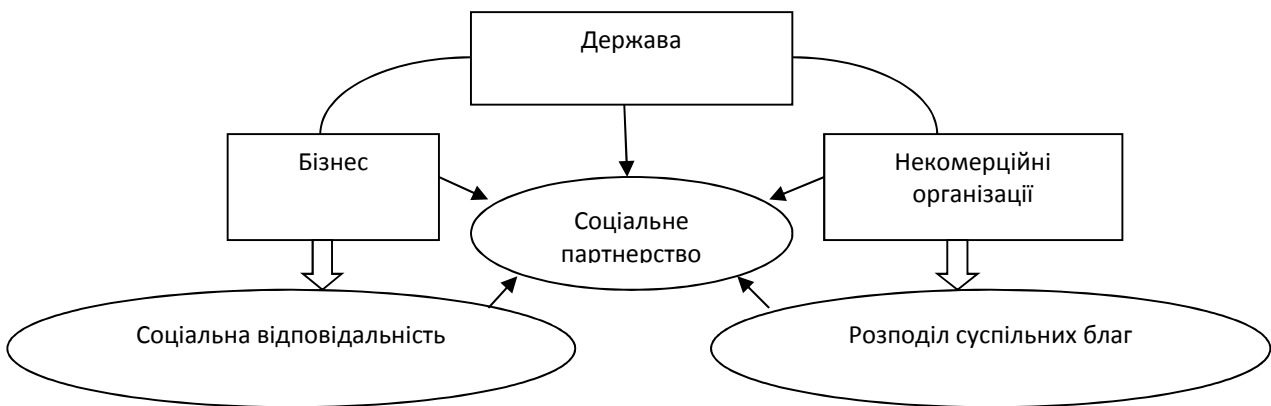 Держава
Бізнес
Некомерційні
організації
Соціальне
партнерство
Соціальна відповідальність
Розподіл суспільних благ